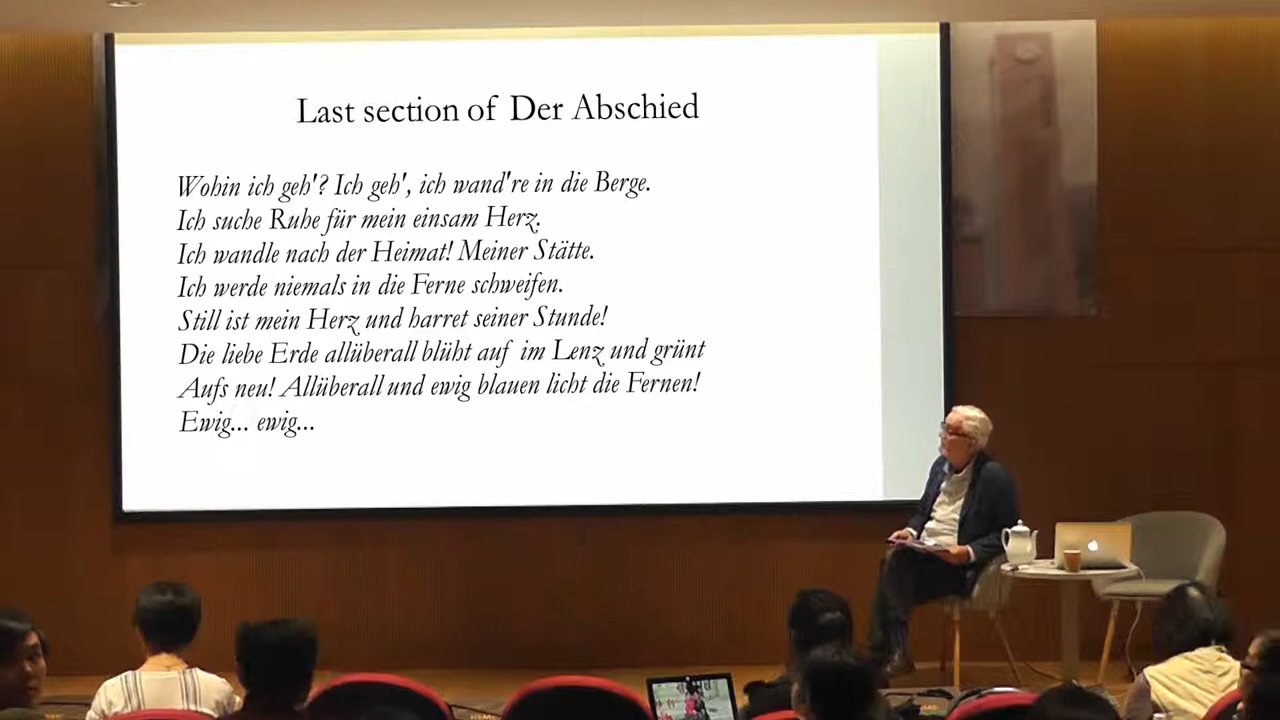 Last section of Der Abschied
Wohin ich geh'? Ich geh', ich wand're in die Berge.
Ich suche Ruhe für mein einsam Herz.
Ich wandle nach der Heimat! Meiner Stätte.
Ich werde niemals in die Ferne schweifen.
Still ist mein Herz und harret seiner Stunde!
Die liebe Erde allüberall blüht auf im Lenz und grünt
Aufs neu! Allüberall und ewig blauen licht die Fernen!
Ewig... ewig...